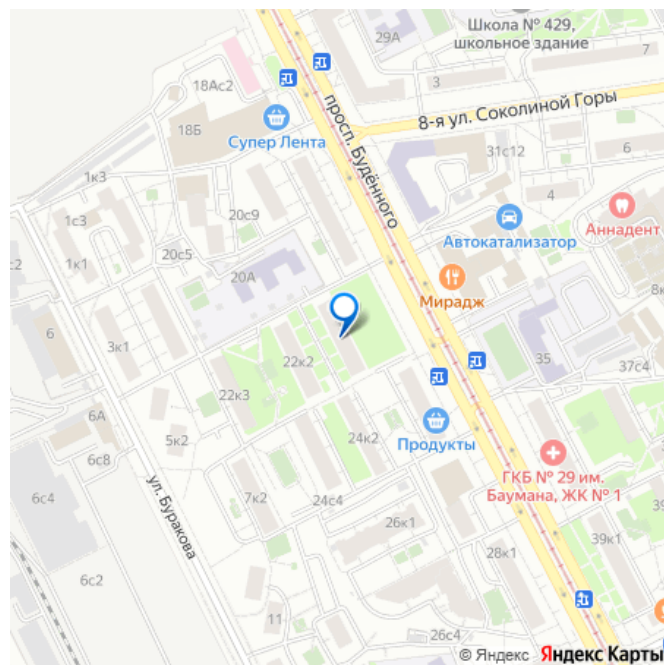 Школа № 429,
школьное здание
29А
7
3
18Ас2
просп. Будённого
8-я ул. Соколиной Горы
18Б
Супер Лента
31с12
6
1к3
4
Аннадент
1с3
20с9
Автокатализатор
20с5
1к1
с2
20А
Мирадж
8к
6
3к1
22к2
35
37с4
22к3
6А
5к2
24к2
Продукты
6с8
ГКБ № 29 им.
Баумана, ЖК № 1
ул. Буракова
6с4
7к2
24с4
26к1
39к1
28к1
6с2
11
26с4
© Яндекс Яндекс Карты